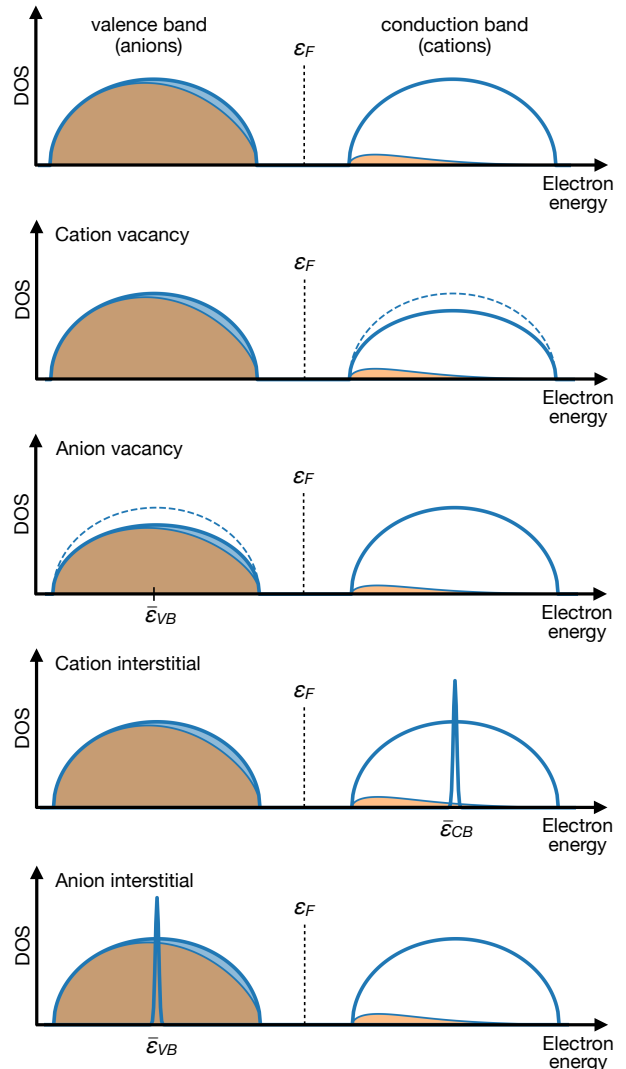 valence band
(anions)
conduction band
(cations)
εF
DOS
Electron
energy
Cation vacancy
εF
DOS
Electron
energy
Anion vacancy
εF
DOS
ε̄VB
Electron
energy
Cation interstitial
εF
DOS
ε̄CB
Electron
energy
Anion interstitial
εF
DOS
ε̄VB
Electron
energy